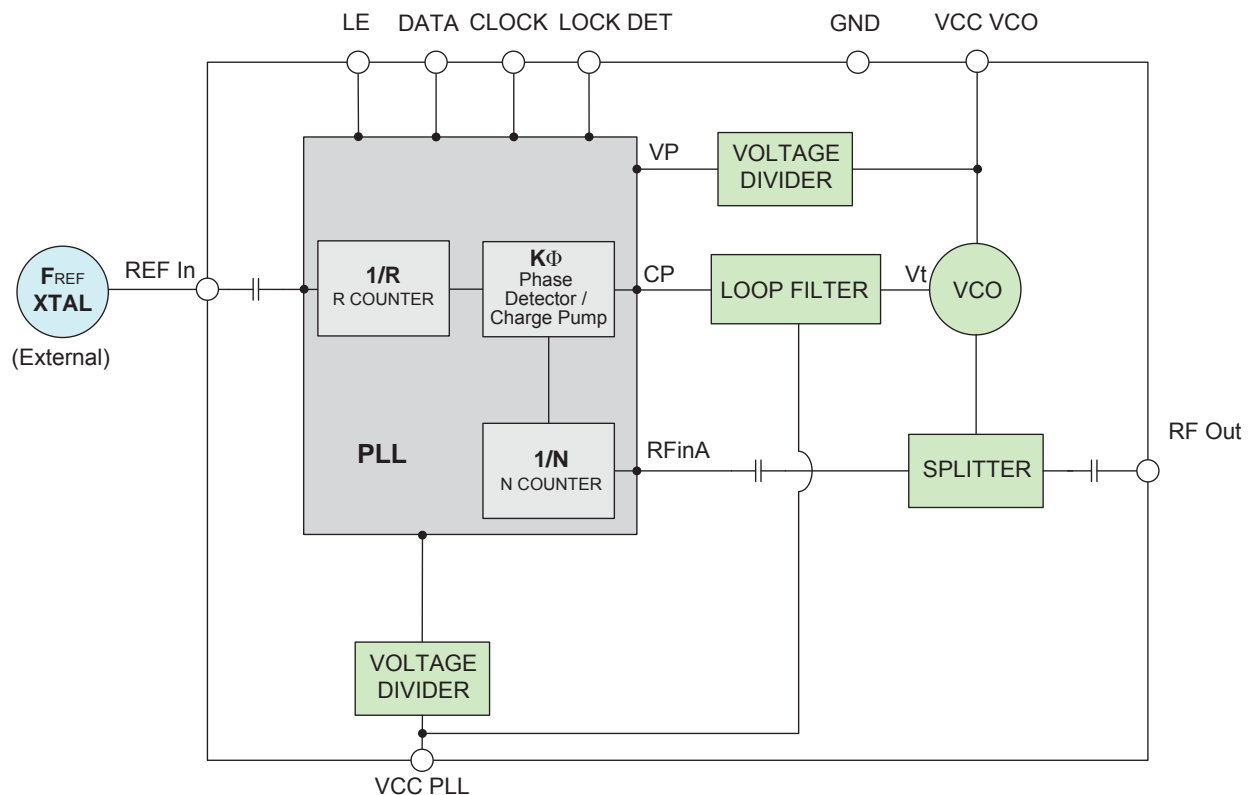 LE
DATA
CLOCK
LOCK DET
GND
VCC VCO
VP
VOLTAGE
DIVIDER
FREF
XTAL
(External)
REF In
1/R
R COUNTER
KΦ
Phase
Detector /
Charge Pump
CP
LOOP FILTER
Vt
VCO
PLL
1/N
N COUNTER
RFinA
SPLITTER
RF Out
VOLTAGE
DIVIDER
VCC PLL